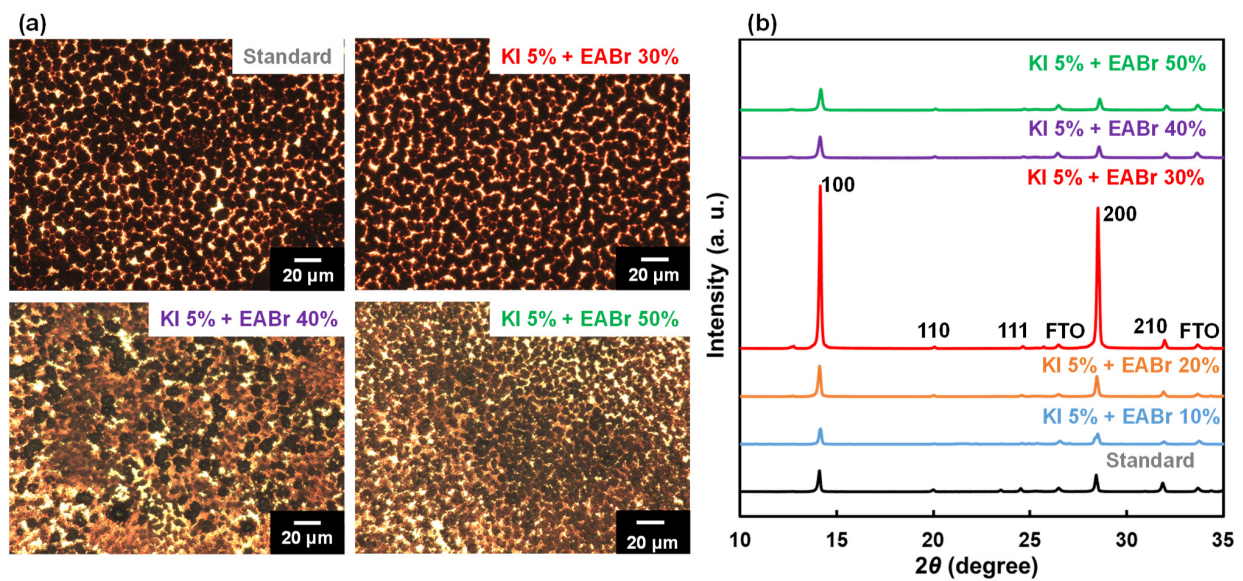 (a)
Standard
20 µm
KI 5% + EABr 30%
20 µm
KI 5% + EABr 40%
20 µm
KI 5% + EABr 50%
20 µm
(b)
Intensity (a. u.)
KI 5% + EABr 50%
KI 5% + EABr 40%
KI 5% + EABr 30%
100
200
110
111
FTO
210
FTO
KI 5% + EABr 20%
KI 5% + EABr 10%
Standard
10 15 20 25 30 35
2θ (degree)